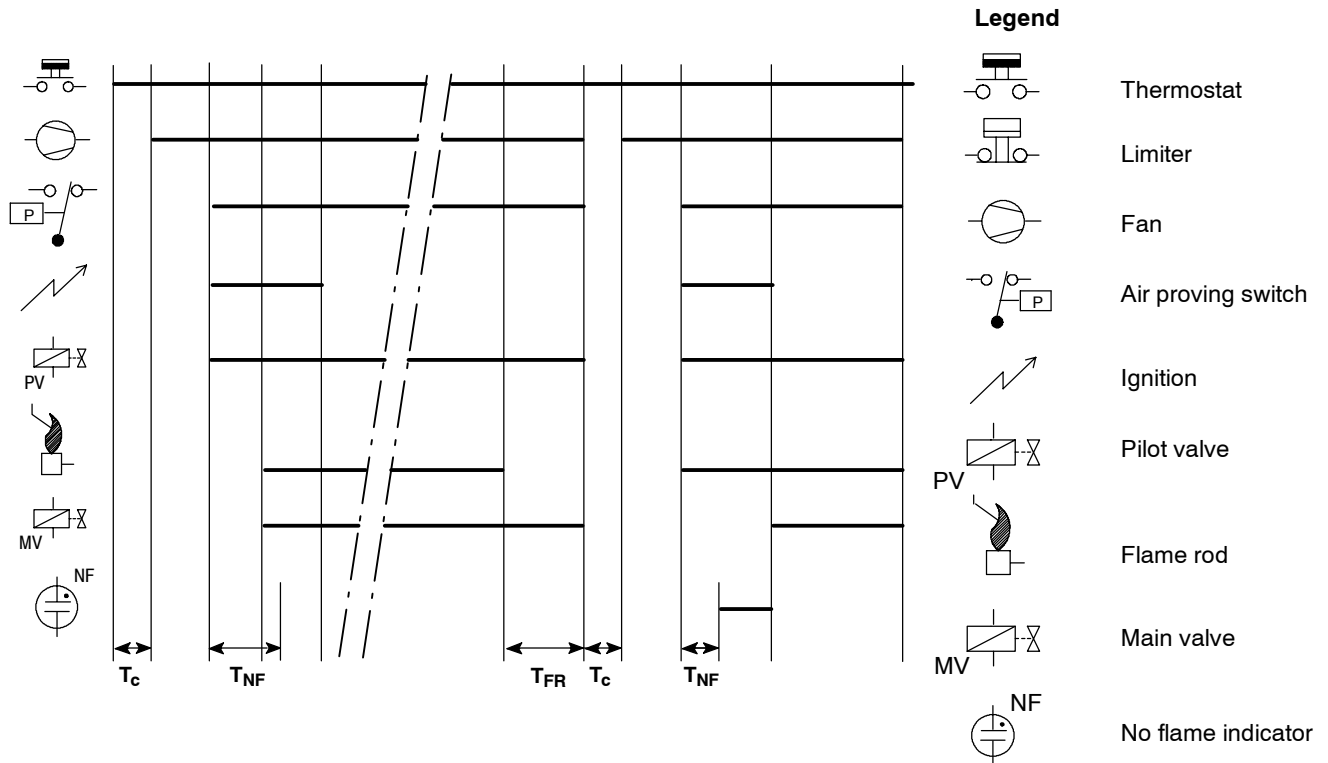 Legend
Thermostat
Limiter
Fan
P
P
Air proving switch
Ignition
PV
PV
Pilot valve
Flame rod
MV
MV
Main valve
NF
NF
No flame indicator
Tc
TNF
TFR
Tc
TNF